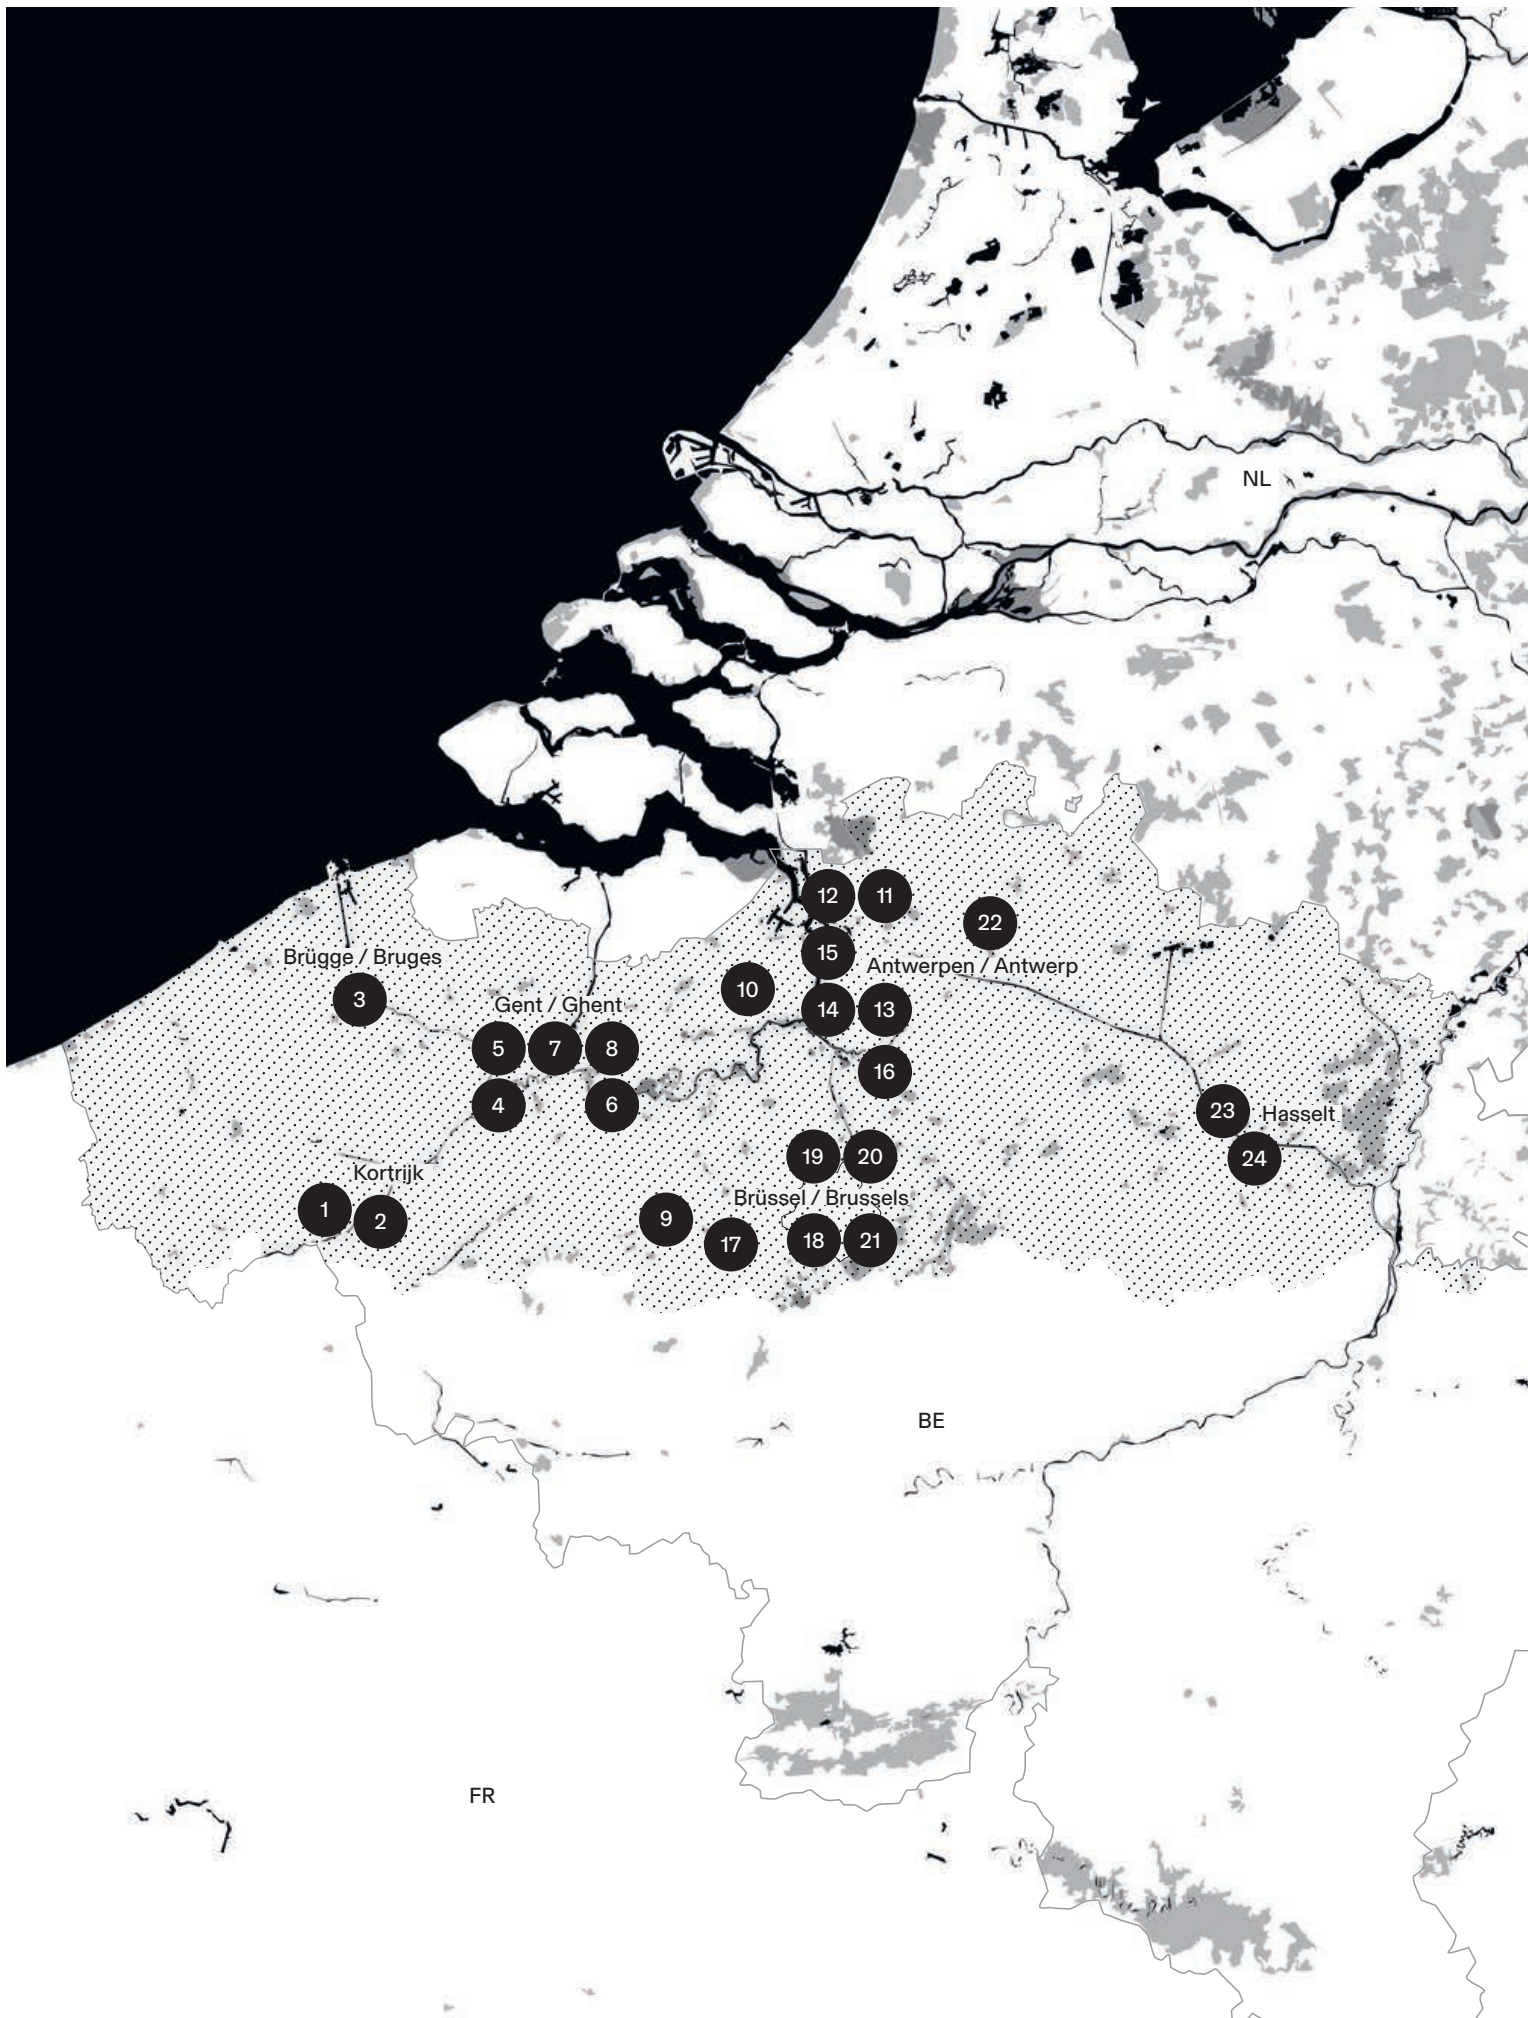 NL
12
11
22
15
Brügge / Bruges
Antwerpen / Antwerp
10
3
Gent / Ghent
14
13
5
7
8
16
4
6
23
Hasselt
19
20
24
Kortrijk
Brüssel / Brussels
1
2
9
17
18
21
BE
FR